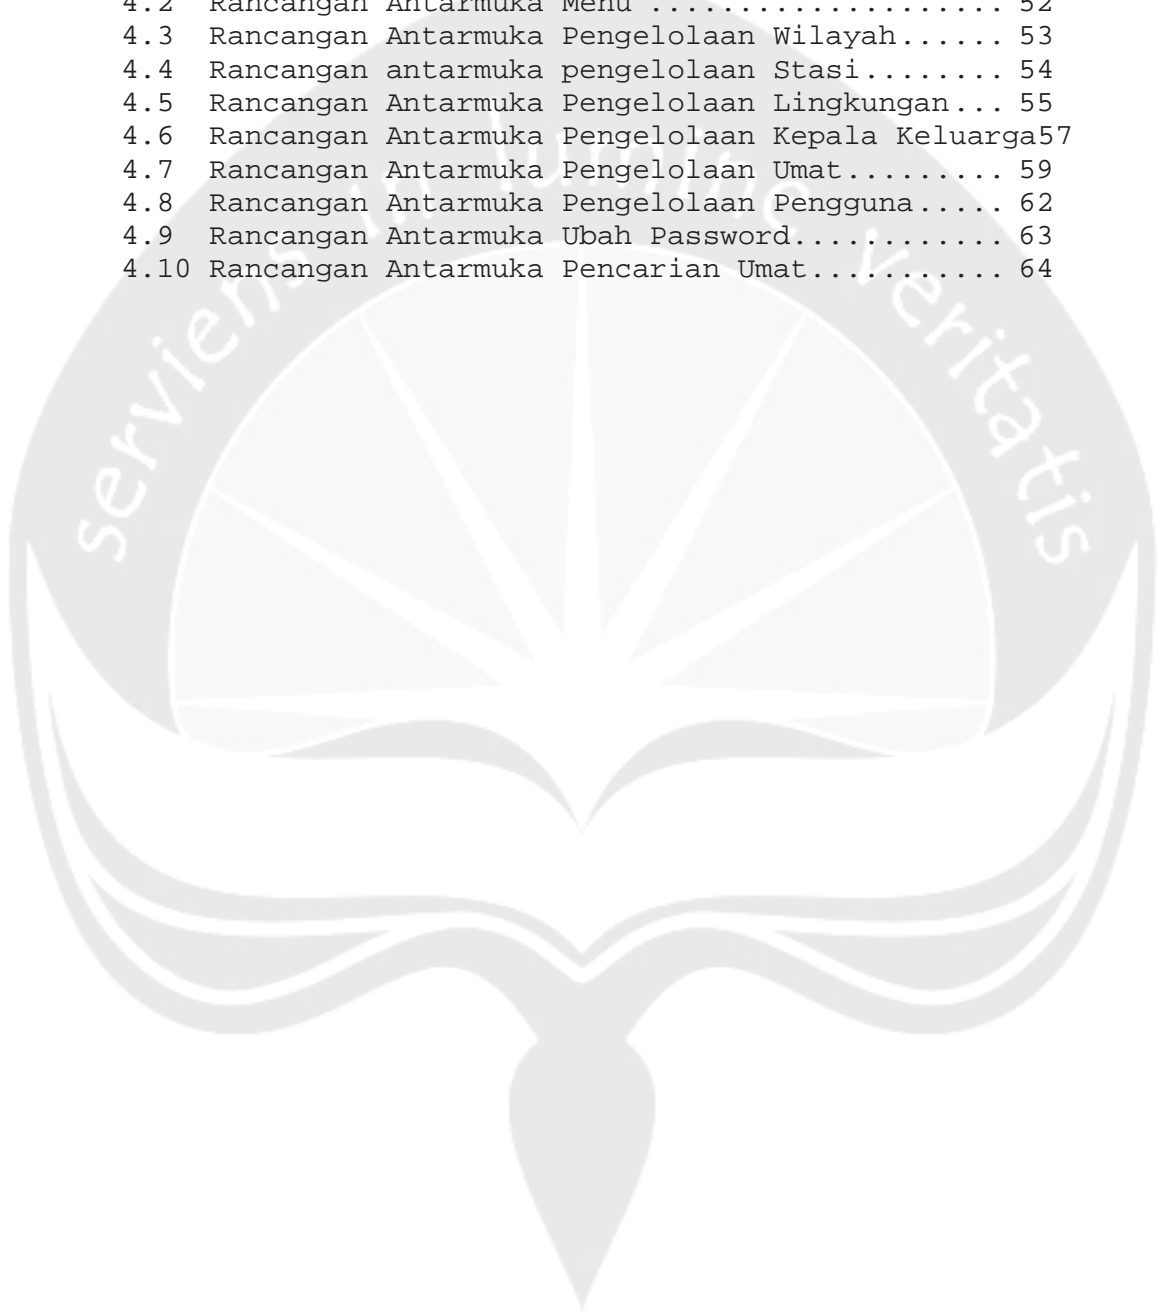 4.2  Rancangan Antarmuka Menu .................... 52
4.3  Rancangan Antarmuka Pengelolaan Wilayah...... 53
4.4  Rancangan antarmuka pengelolaan Stasi........ 54
4.5  Rancangan Antarmuka Pengelolaan Lingkungan... 55
4.6  Rancangan Antarmuka Pengelolaan Kepala Keluarga57
4.7  Rancangan Antarmuka Pengelolaan Umat......... 59
4.8  Rancangan Antarmuka Pengelolaan Pengguna..... 62
4.9  Rancangan Antarmuka Ubah Password............ 63
4.10 Rancangan Antarmuka Pencarian Umat........... 64
serviens in lumine veritatis